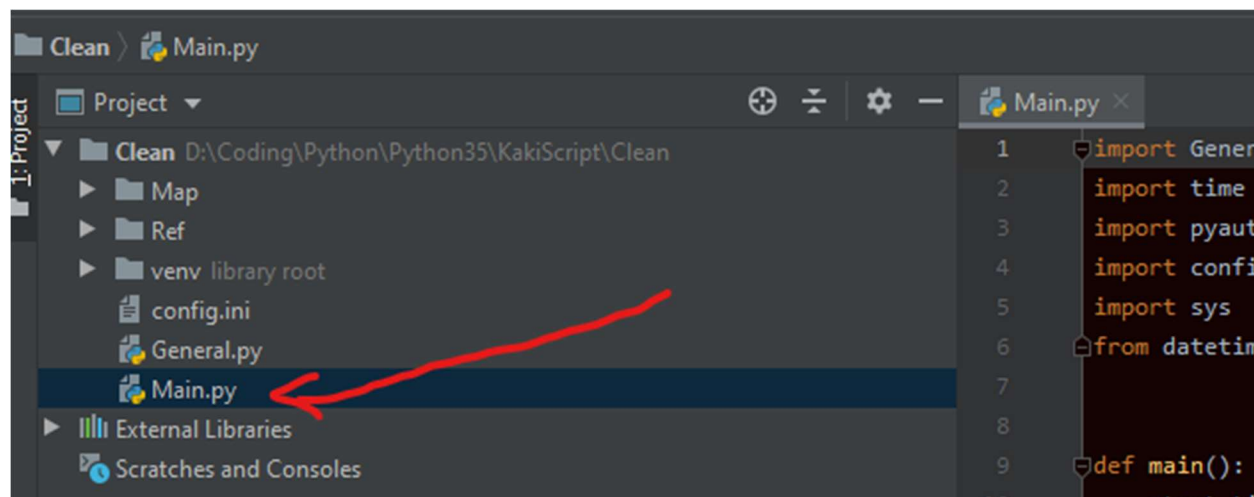 Clean Main.py
1: Project
Project
Clean D:\Coding\Python\Python35\KakiScript\Clean
Map
Ref
venv library root
config.ini
General.py
Main.py
External Libraries
Scratches and Consoles
Main.py
1 import Gener
2 import time
3 import pyaut
4 import confi
5 import sys
6 from datetim
7
8
9 def main():